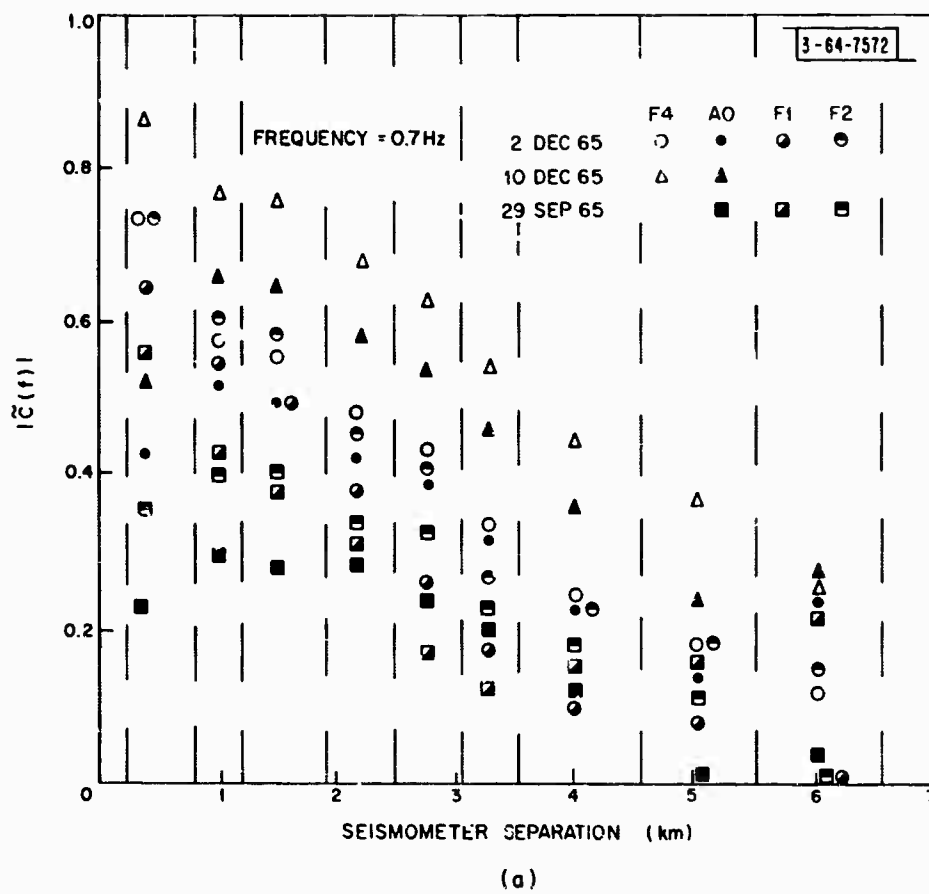 1.0
3-64-7572
F4 A0 F1 F2
FREQUENCY = 0.7Hz
2 DEC 65
10 DEC 65
29 SEP 65
0.8
0.6
0.4
0.2
|C̃(f)|
0 1 2 3 4 5 6 7
SEISMOMETER SEPARATION (km)
(a)